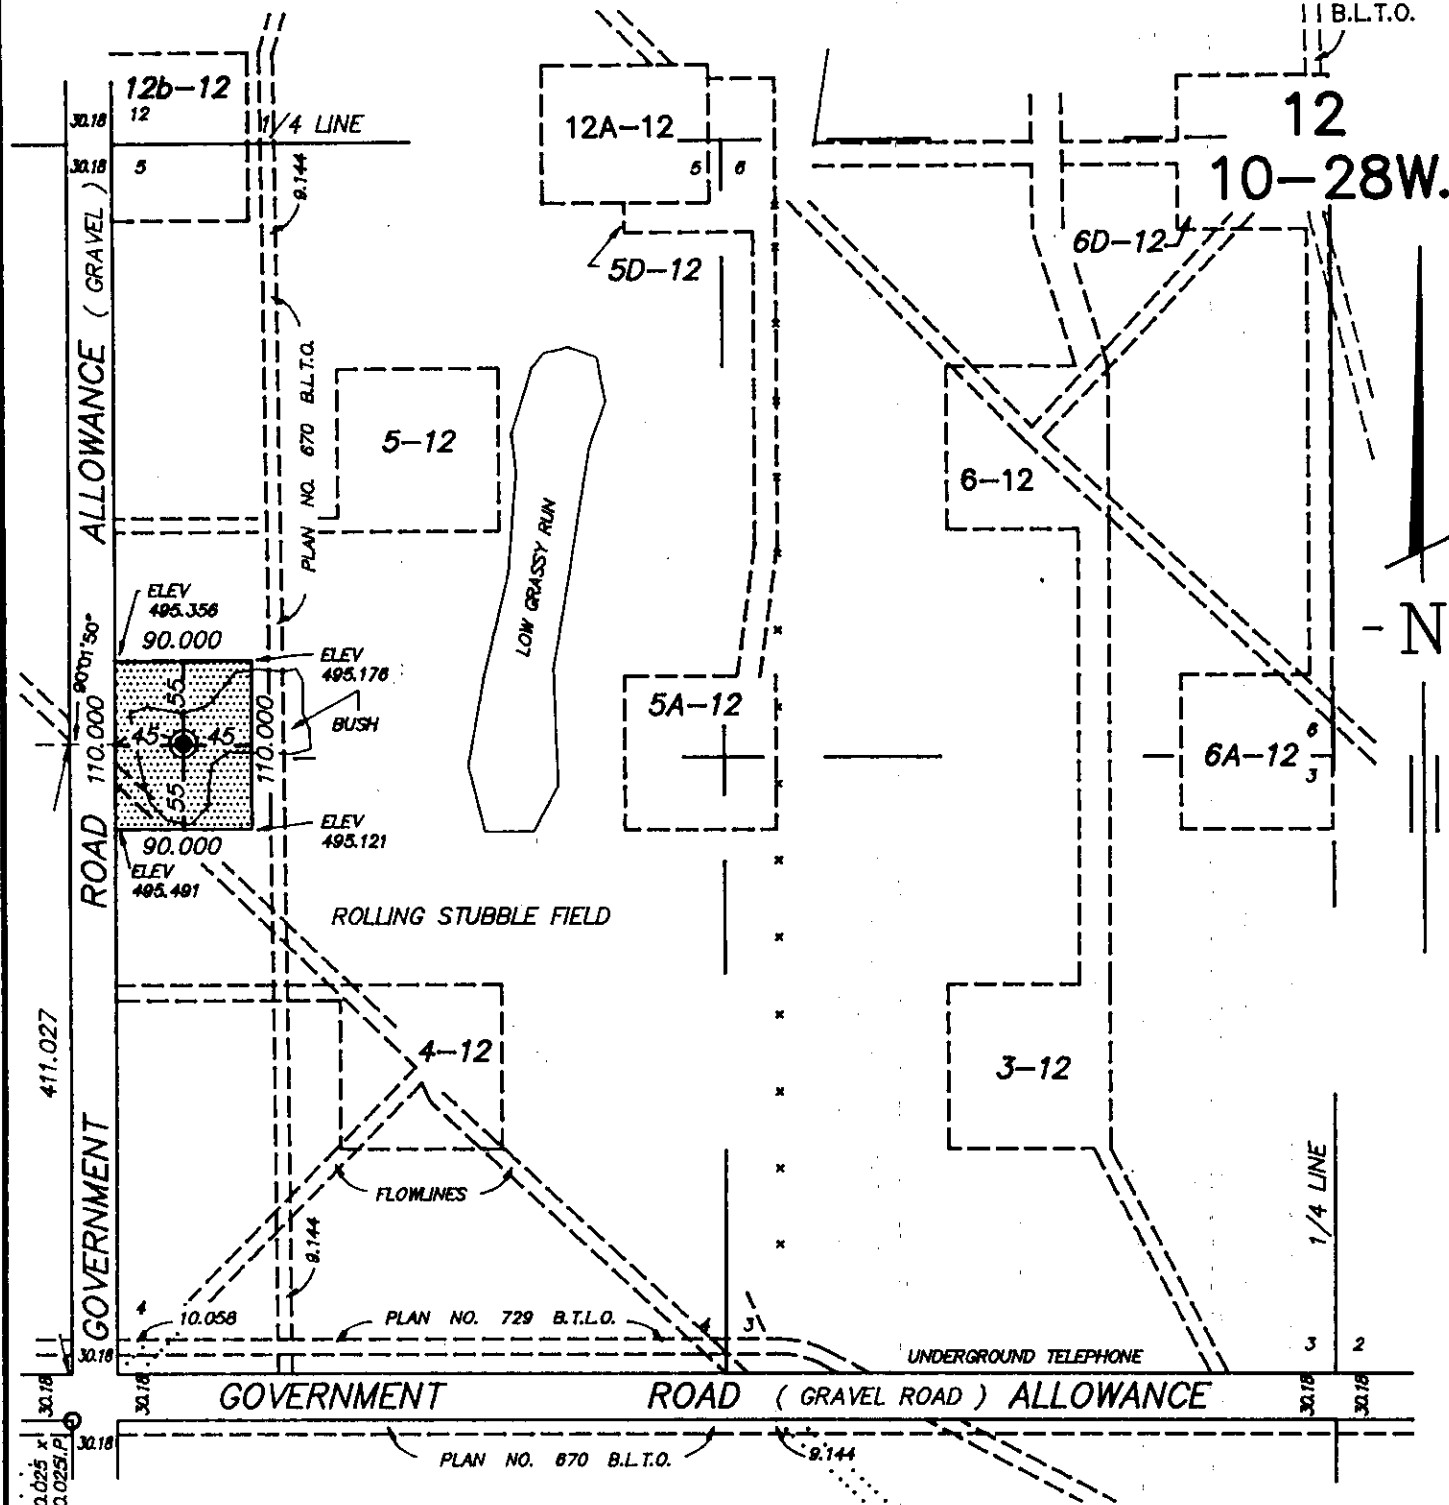 B.L.T.O.
12b-12
12
30.18
1/4 LINE
30.18
5
9.144
12A-12
5
6
12
10-28W.
5D-12
6D-12
GOVERNMENT ROAD ALLOWANCE ( GRAVEL )
PLAN NO. 670 B.L.T.O.
5-12
LOW GRASSY RUN
6-12
ELEV
495.356
90.000
90°01'50"
ELEV
495.176
BUSH
N
110.000
55
45
45
110.000
55
5A-12
6A-12
6
3
90.000
ELEV
495.121
ELEV
495.491
ROLLING STUBBLE FIELD
411.027
4-12
3-12
FLOWLINES
9.144
1/4 LINE
4
10.058
PLAN NO. 729 B.T.L.O.
4
3
30.18
UNDERGROUND TELEPHONE
3
2
30.18
30.18
GOVERNMENT ROAD ( GRAVEL ROAD ) ALLOWANCE
30.18
30.18
30.18
PLAN NO. 670 B.L.T.O.
9.144
0.025 x
0.025I.P.